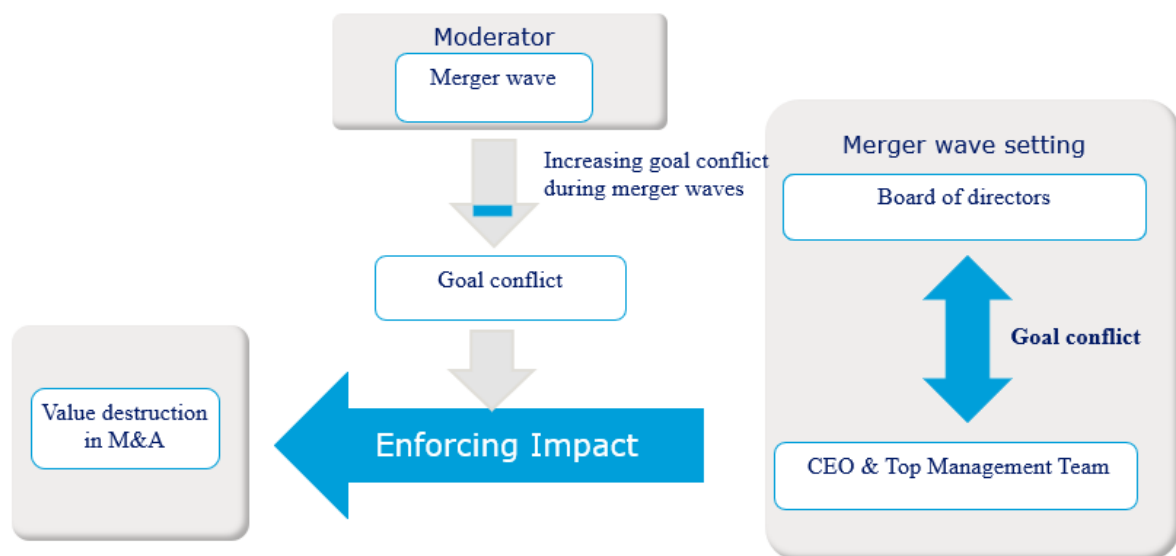 Moderator
Merger wave
Increasing goal conflict
during merger waves
Goal conflict
Value destruction
in M&A
Enforcing Impact
Merger wave setting
Board of directors
Goal conflict
CEO & Top Management Team